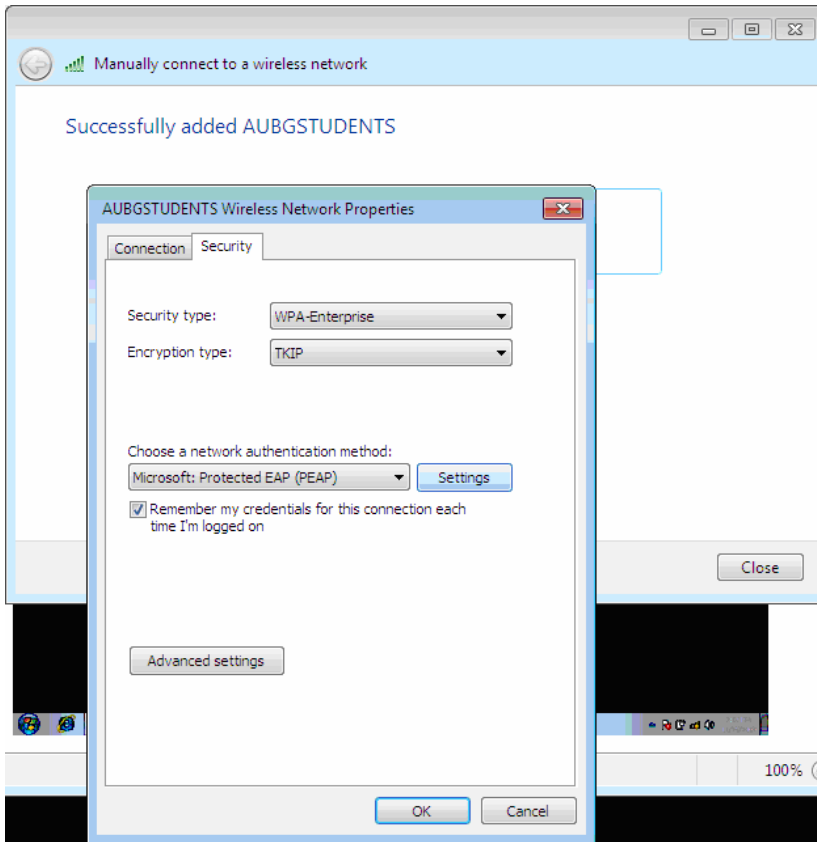 Manually connect to a wireless network
Successfully added AUBGSTUDENTS
AUBGSTUDENTS Wireless Network Properties
Connection
Security
Security type:
WPA-Enterprise
Encryption type:
TKIP
Choose a network authentication method:
Microsoft: Protected EAP (PEAP)
Settings
Remember my credentials for this connection each
time I'm logged on
Close
Advanced settings
100%
OK
Cancel